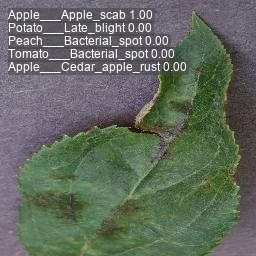 Apple___Apple_scab 1.00
Potato___Late_blight 0.00
Peach___Bacterial_spot 0.00
Tomato___Bacterial_spot 0.00
Apple___Cedar_apple_rust 0.00